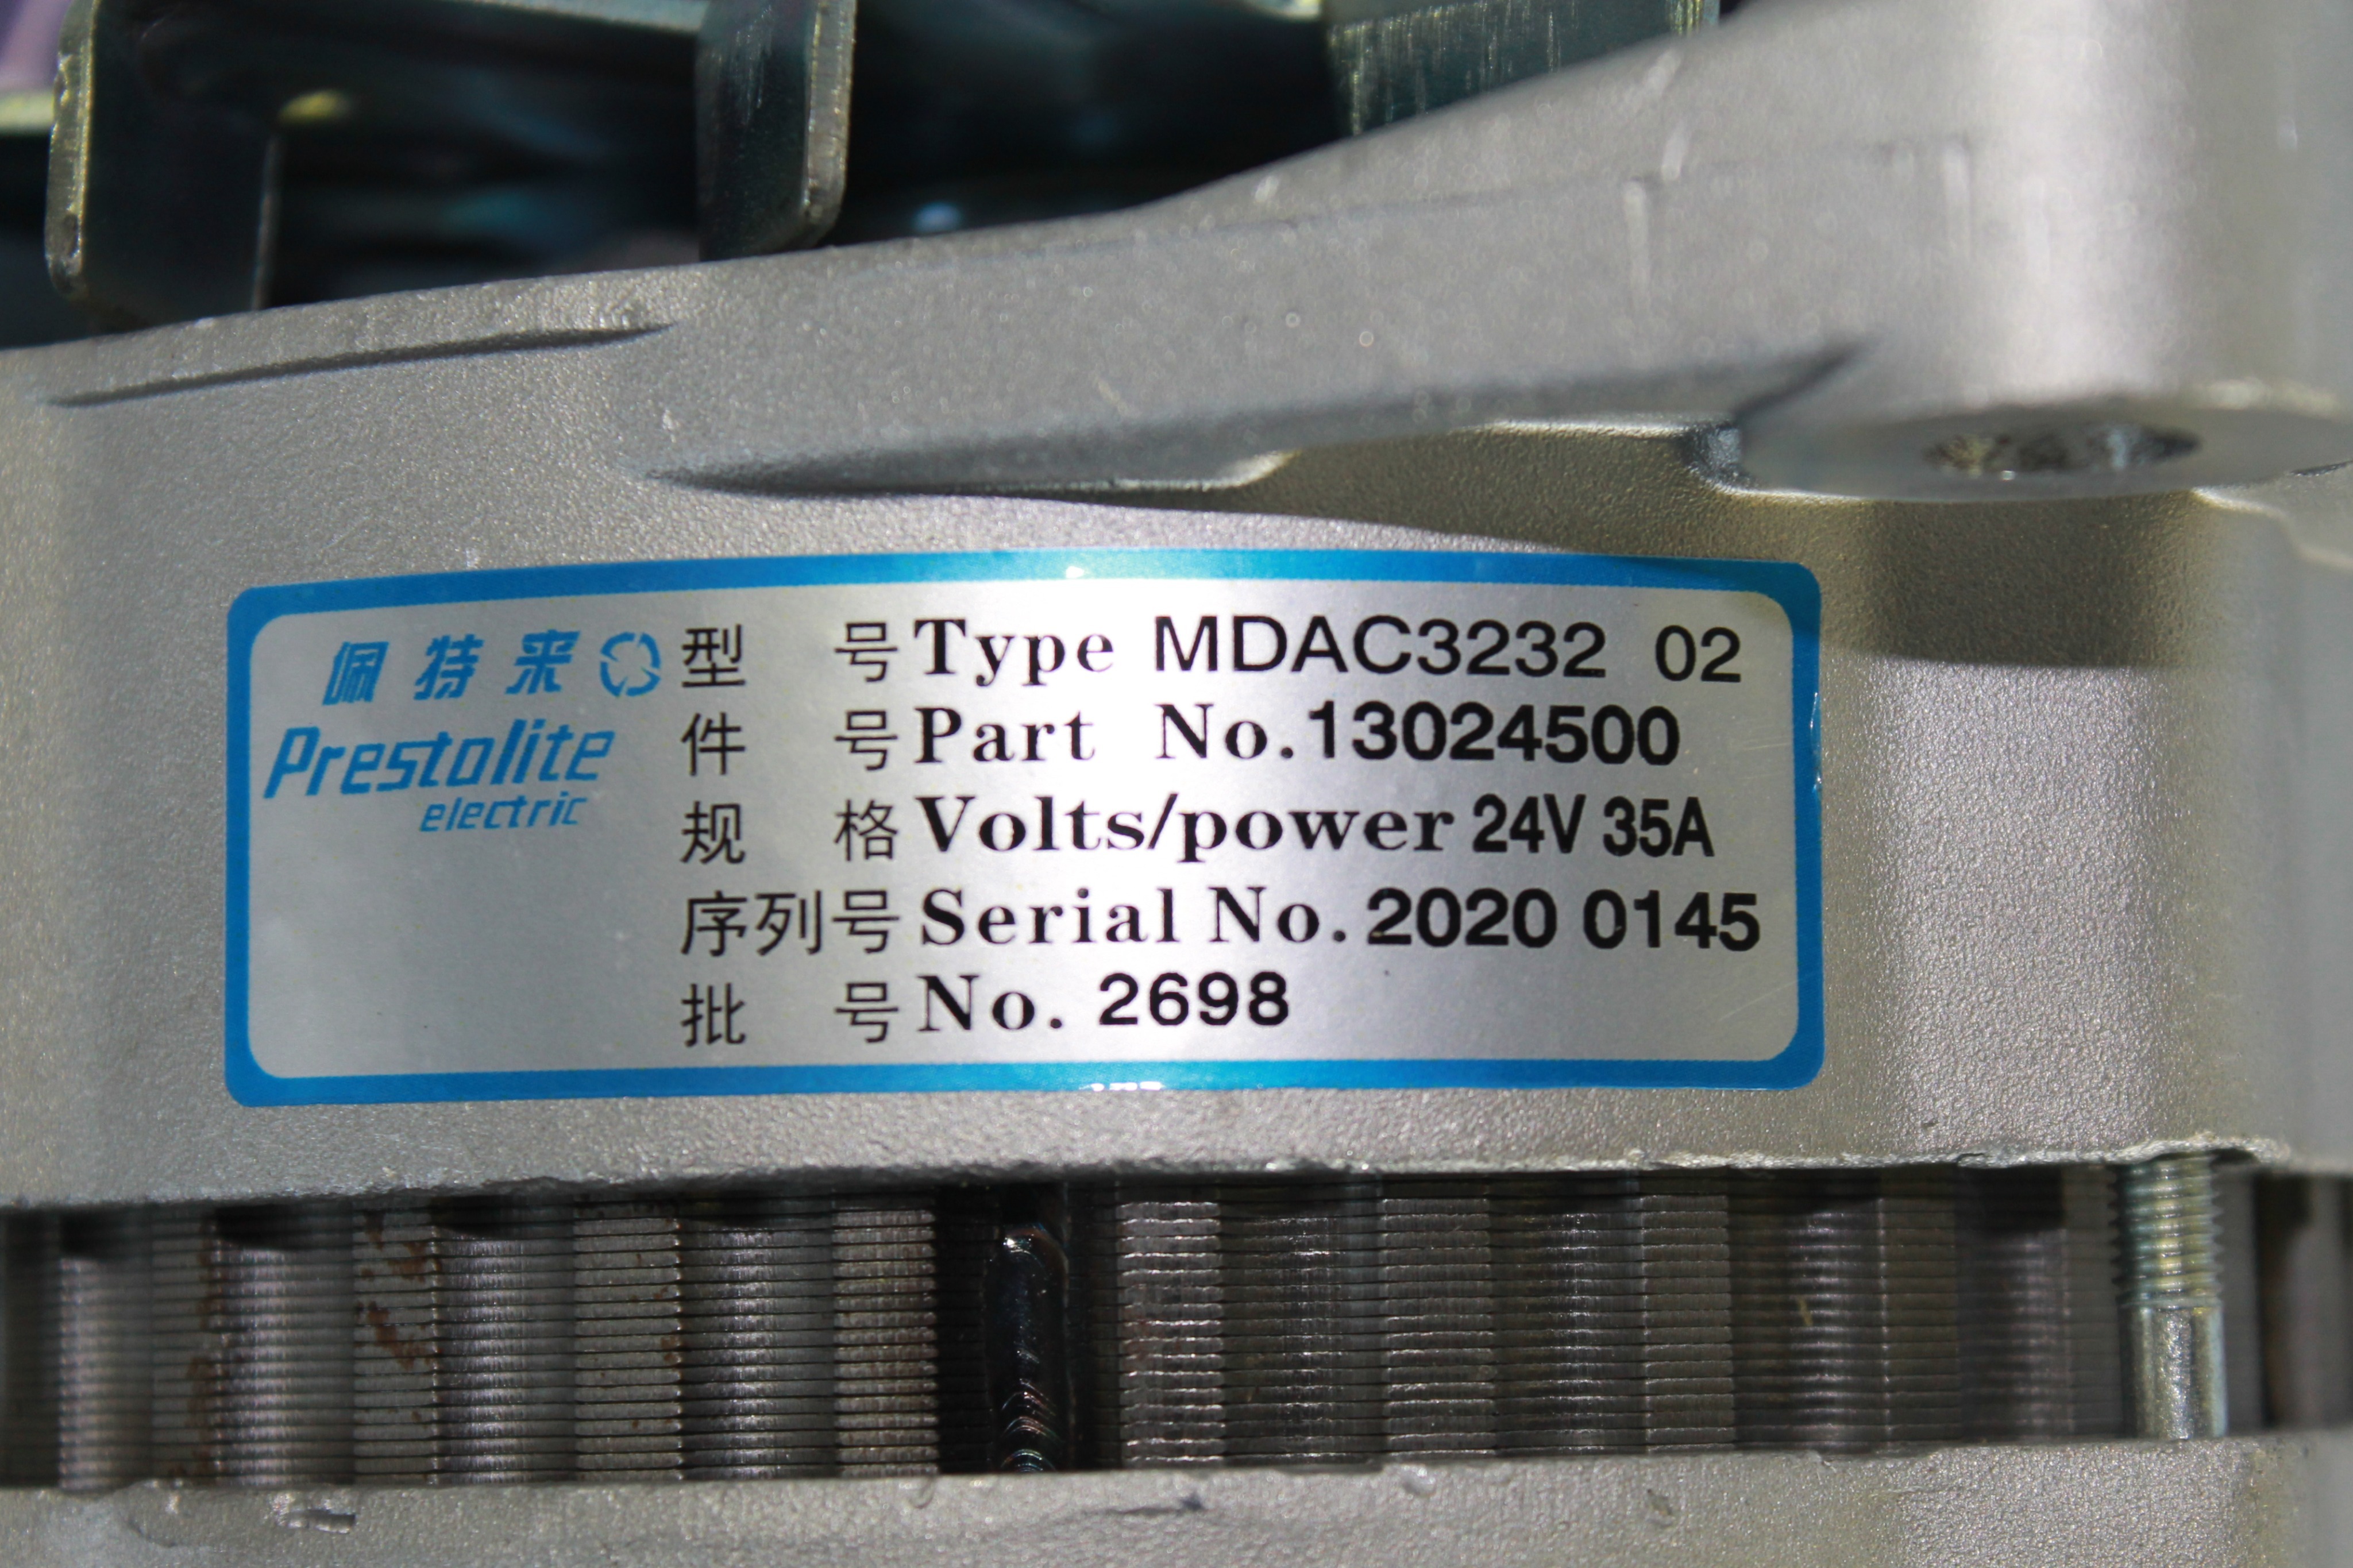 佩特来
Prestolite
electric
型 号 Type MDAC3232 02
件 号 Part No.13024500
规 格 Volts/power 24V 35A
序列号 Serial No.2020 0145
批 号 No. 2698